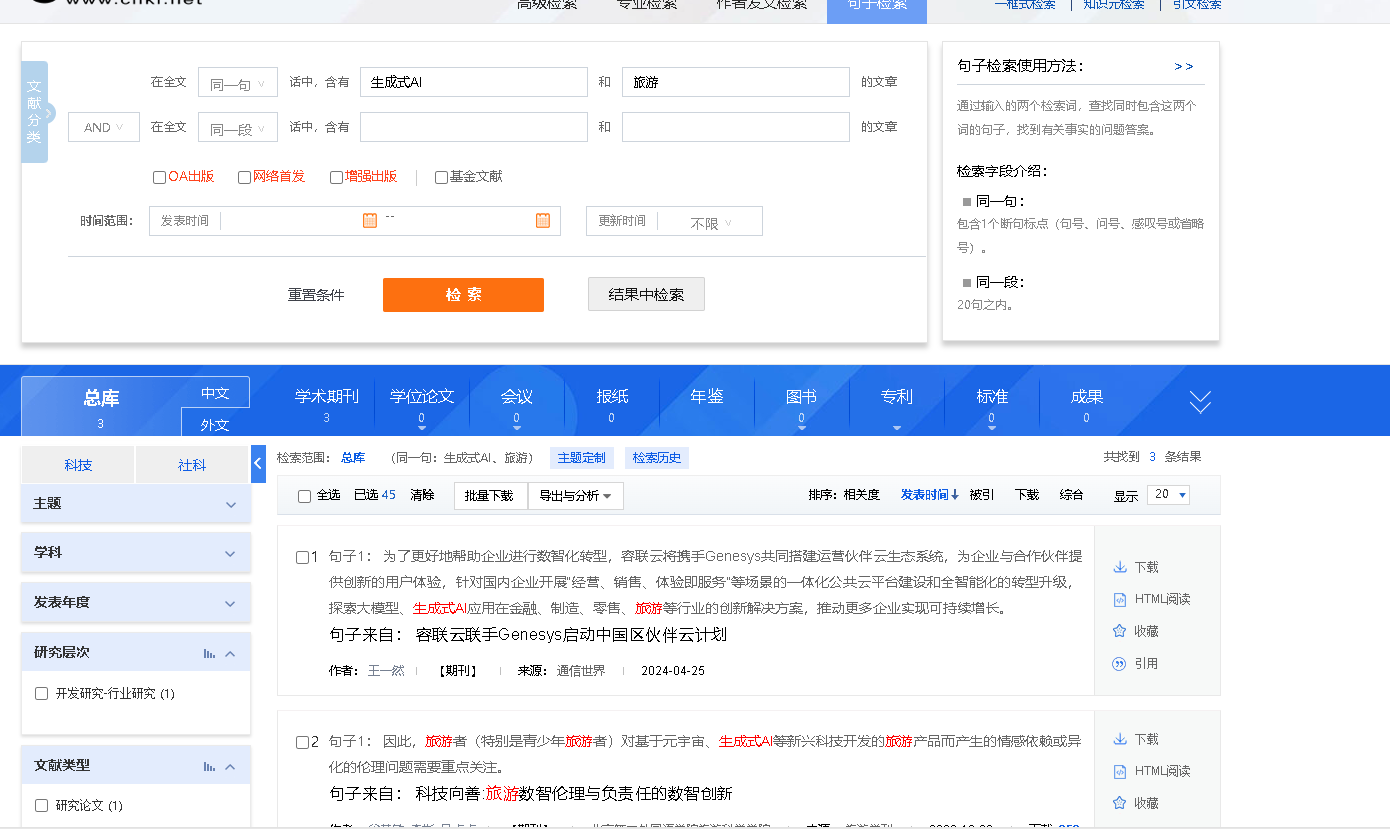 www.cnki.net
高级检索 专业检索 作者发文检索 句子检索 一框式检索 知识元检索 引文检索
文献分类
在全文 同一句 话中，含有 生成式AI 和 旅游 的文章
AND 在全文 同一段 话中，含有 和 的文章
OA出版 网络首发 增强出版 基金文献
时间范围： 发表时间 -- 更新时间 不限
重置条件 检索 结果中检索
句子检索使用方法： >>
通过输入的两个检索词，查找同时包含这两个
词的句子，找到有关事实的问题答案。
检索字段介绍：
■ 同一句：
包含1个断句标点（句号、问号、感叹号或省略
号）。
■ 同一段：
20句之内。
总库 3 中文 外文
学术期刊 3
学位论文 0
会议 0
报纸 0
年鉴
图书 0
专利
标准 0
成果 0
科技 社科
主题
学科
发表年度
研究层次
开发研究-行业研究 (1)
文献类型
研究论文 (1)
检索范围： 总库 （同一句：生成式AI、旅游） 主题定制 检索历史 共找到 3 条结果
全选 已选 45 清除 批量下载 导出与分析 排序： 相关度 发表时间↓ 被引 下载 综合 显示 20
1 句子1： 为了更好地帮助企业进行数智化转型，容联云将携手Genesys共同搭建运营伙伴云生态系统，为企业与合作伙伴提
供创新的用户体验，针对国内企业开展“经营、销售、体验即服务”等场景的一体化公共云平台建设和全智能化的转型升级，
探索大模型、生成式AI应用在金融、制造、零售、旅游等行业的创新解决方案，推动更多企业实现可持续增长。
句子来自： 容联云联手Genesys启动中国区伙伴云计划
作者： 王一然 【期刊】 来源： 通信世界 2024-04-25
下载
HTML阅读
收藏
引用
2 句子1： 因此，旅游者（特别是青少年旅游者）对基于元宇宙、生成式AI等新兴科技开发的旅游产品而产生的情感依赖或异
化的伦理问题需要重点关注。
句子来自： 科技向善:旅游数智伦理与负责任的数智创新
下载
HTML阅读
收藏